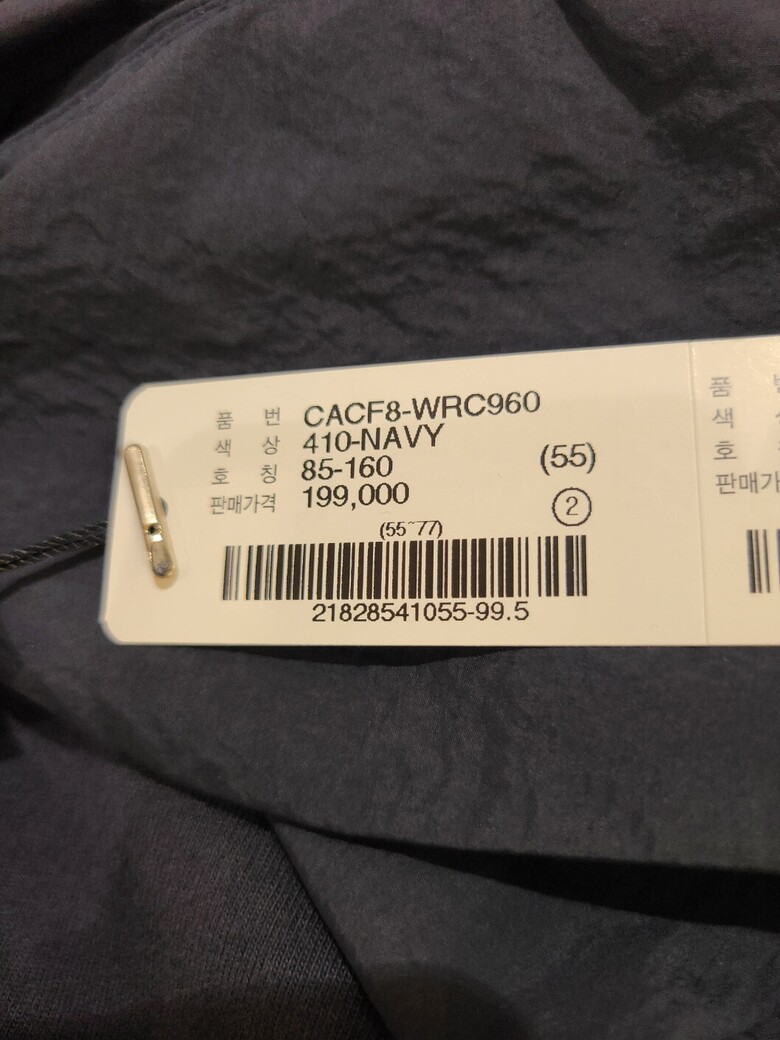 품 번 CACF8-WRC960
색 상 410-NAVY
호 칭 85-160 (55)
판매가격 199,000 ②
(55~77)
21828541055-99.5
품
색
호
판매가